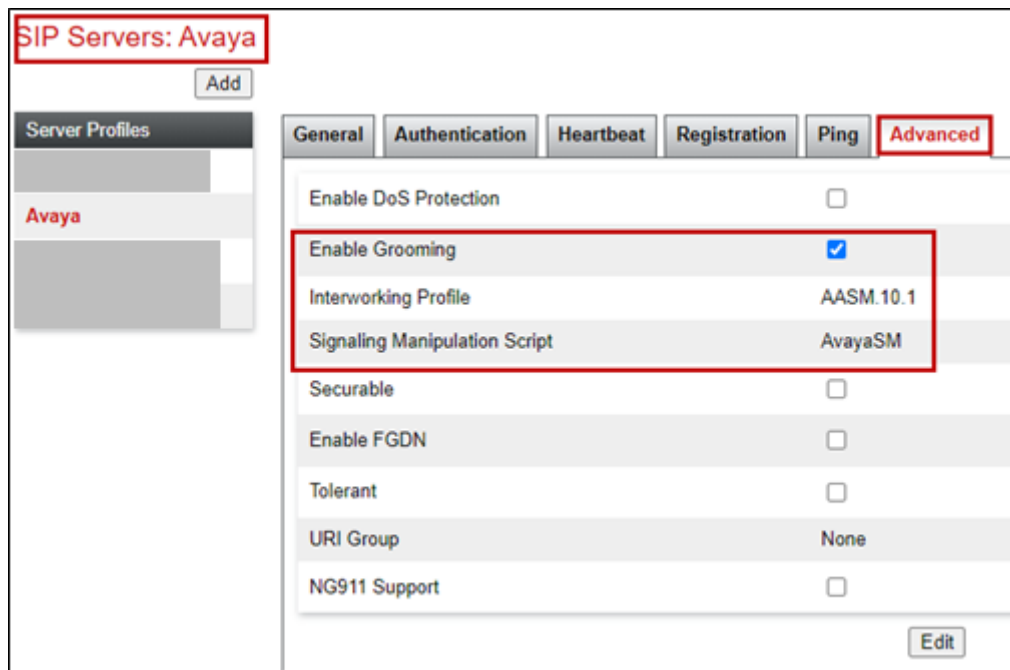 SIP Servers: Avaya
Add
Server Profiles
Avaya
General Authentication Heartbeat Registration Ping Advanced
Enable DoS Protection
Enable Grooming
Interworking Profile AASM.10.1
Signaling Manipulation Script AvayaSM
Securable
Enable FGDN
Tolerant
URI Group None
NG911 Support
Edit